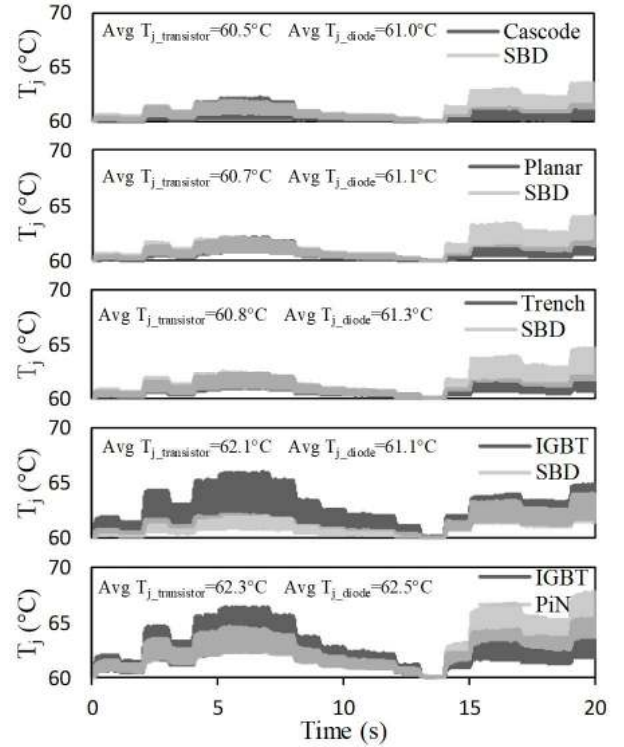 70
Avg Tj_transistor=60.5°C Avg Tj_diode=61.0°C
Cascode
SBD
65
60
Tj (°C)
70
Avg Tj_transistor=60.7°C Avg Tj_diode=61.1°C
Planar
SBD
65
60
Tj (°C)
70
Avg Tj_transistor=60.8°C Avg Tj_diode=61.3°C
Trench
SBD
65
60
Tj (°C)
70
Avg Tj_transistor=62.1°C Avg Tj_diode=61.1°C
IGBT
SBD
65
60
Tj (°C)
70
Avg Tj_transistor=62.3°C Avg Tj_diode=62.5°C
IGBT
PiN
65
60
Tj (°C)
0 5 10 15 20
Time (s)